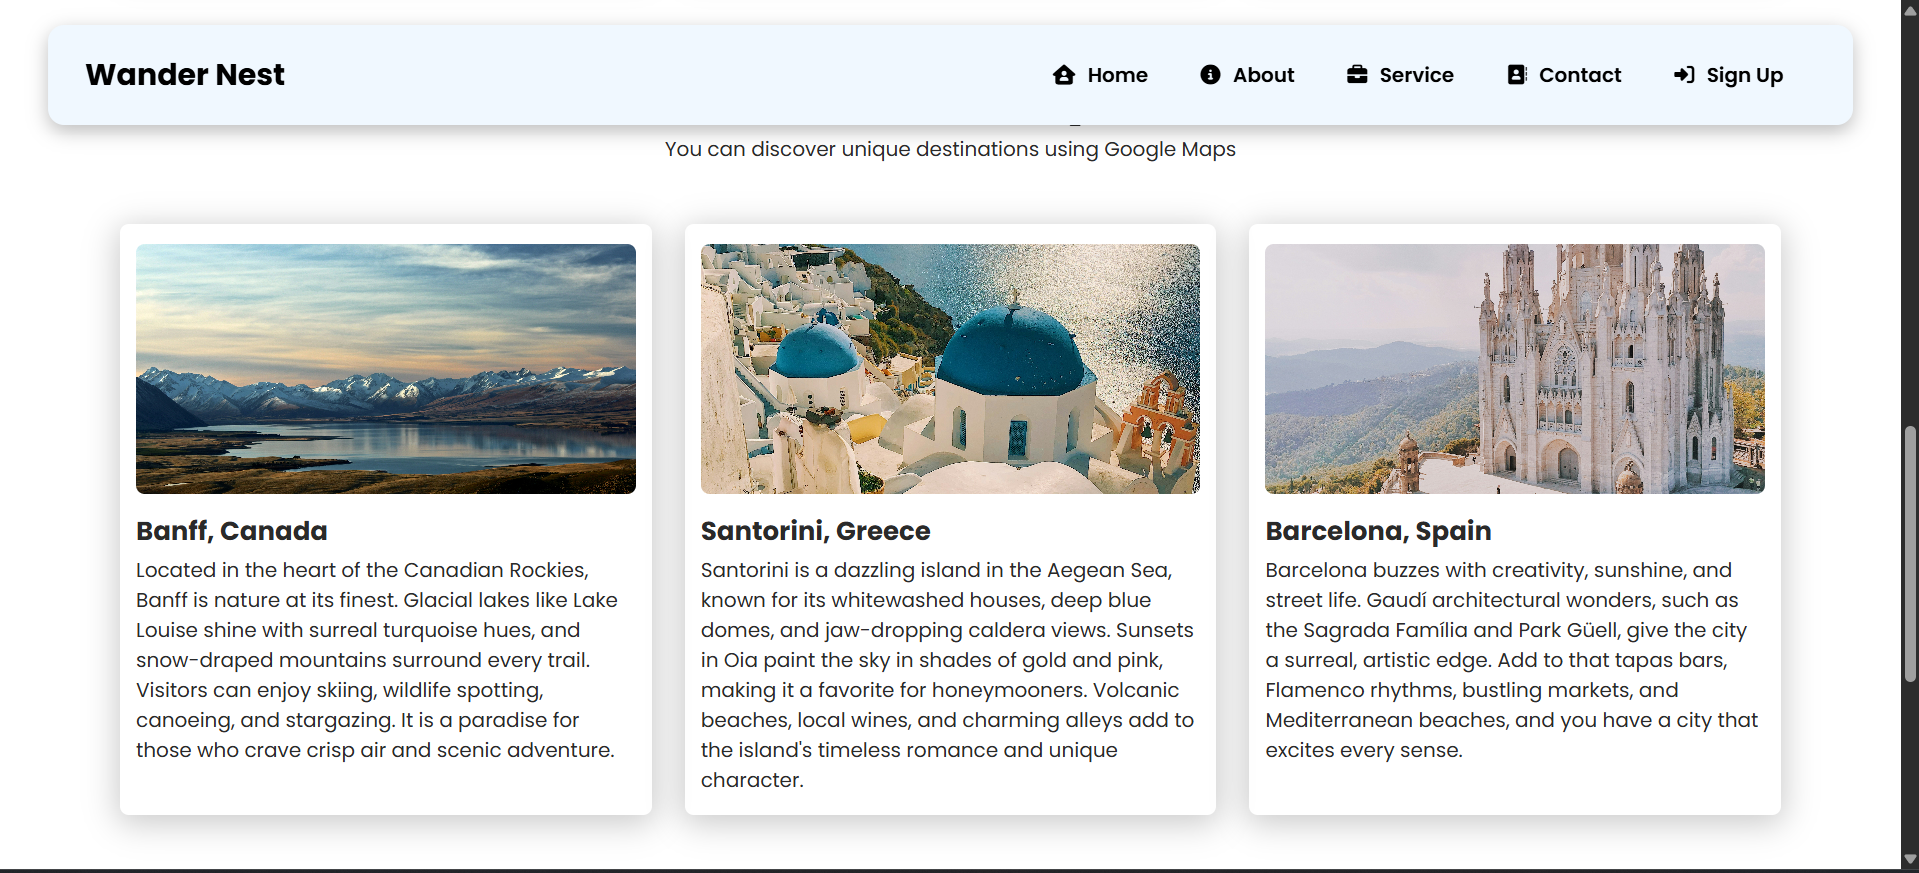 Wander Nest
Home
About
Service
Contact
Sign Up
You can discover unique destinations using Google Maps
Banff, Canada
Located in the heart of the Canadian Rockies,
Banff is nature at its finest. Glacial lakes like Lake
Louise shine with surreal turquoise hues, and
snow-draped mountains surround every trail.
Visitors can enjoy skiing, wildlife spotting,
canoeing, and stargazing. It is a paradise for
those who crave crisp air and scenic adventure.
Santorini, Greece
Santorini is a dazzling island in the Aegean Sea,
known for its whitewashed houses, deep blue
domes, and jaw-dropping caldera views. Sunsets
in Oia paint the sky in shades of gold and pink,
making it a favorite for honeymooners. Volcanic
beaches, local wines, and charming alleys add to
the island's timeless romance and unique
character.
Barcelona, Spain
Barcelona buzzes with creativity, sunshine, and
street life. Gaudí architectural wonders, such as
the Sagrada Família and Park Güell, give the city
a surreal, artistic edge. Add to that tapas bars,
Flamenco rhythms, bustling markets, and
Mediterranean beaches, and you have a city that
excites every sense.